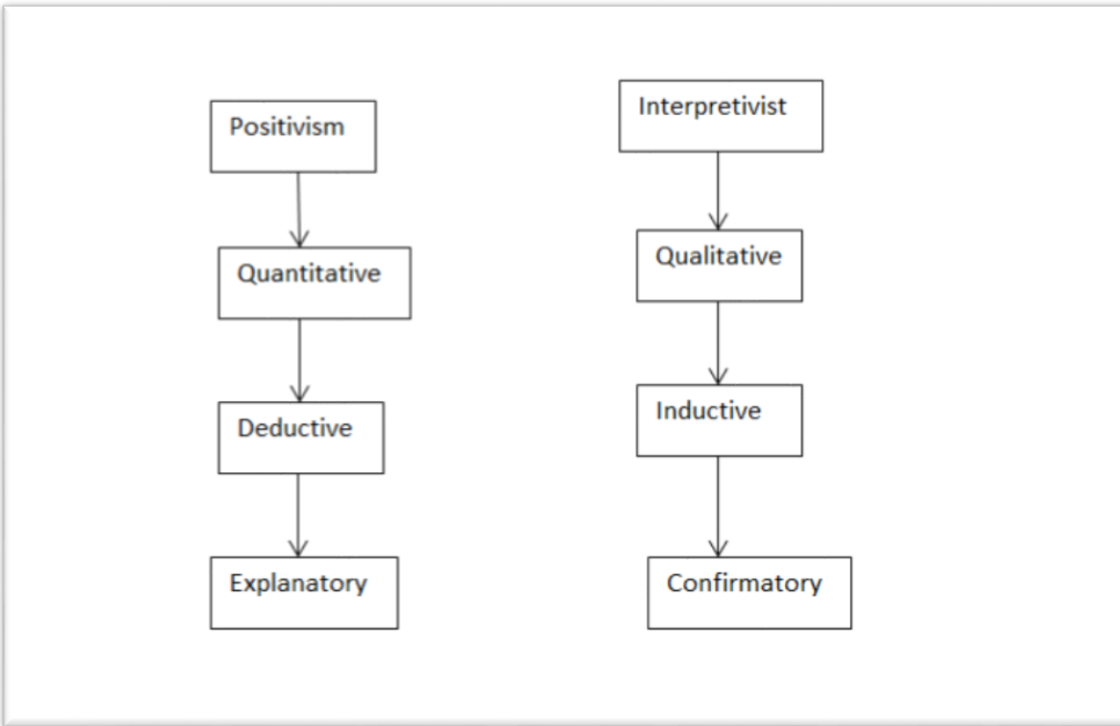 Positivism
Quantitative
Deductive
Explanatory
Interpretivist
Qualitative
Inductive
Confirmatory